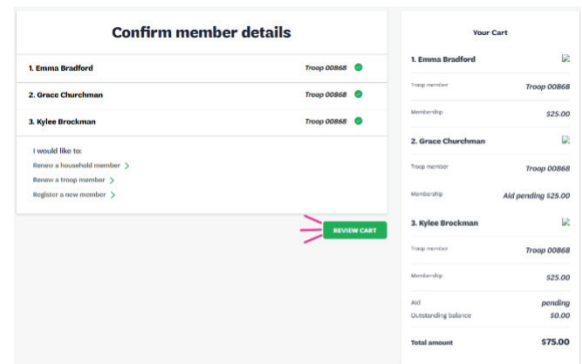 Confirm member details
1. Emma Bradford Troop 00868
2. Grace Churchman Troop 00868
3. Kylee Brockman Troop 00868
I would like to:
Renew a household member
Renew a troop member
Register a new member
REVIEW CART
Your Cart
1. Emma Bradford
Troop member Troop 00868
Membership $25.00
2. Grace Churchman
Troop member Troop 00868
Membership Aid pending $25.00
3. Kylee Brockman
Troop member Troop 00868
Membership $25.00
Aid pending
Outstanding balance $0.00
Total amount $75.00